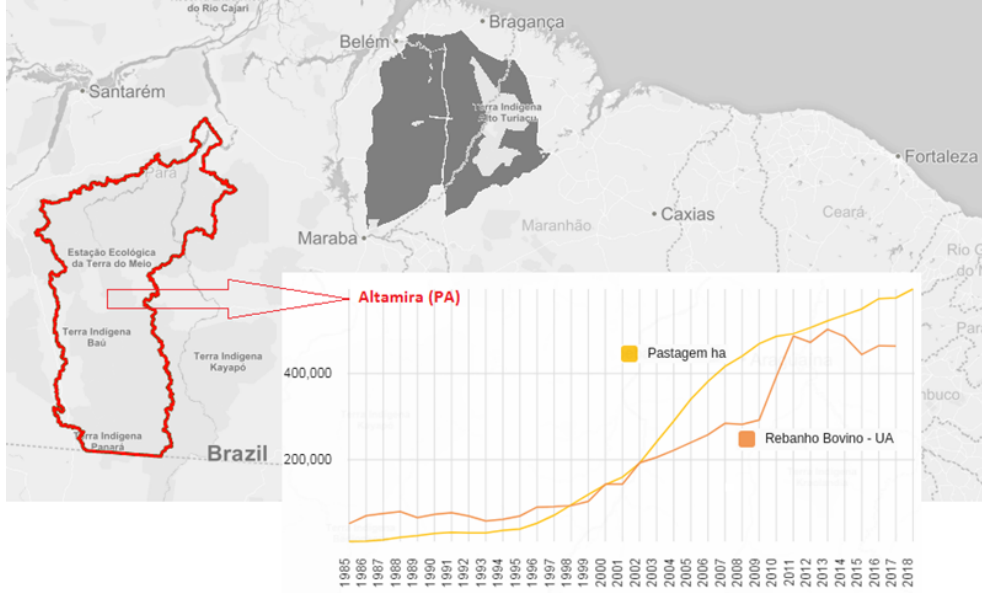 do Rio Cajari
Bragança
Belém
Santarém
Terra Indígena
Alto Turiaçu
Pará
Fortaleza
Maranhão
Caxias
Ceará
Maraba
Rio G
do N
Estação Ecológica
da Terra do Meio
Altamira (PA)
Terra Indígena
Baú
Terra Indígena
Kayapó
Pastagem ha
Para
400,000
nbuco
Terra Indígena
Panará
Rebanho Bovino - UA
Brazil
200,000
1985
1986
1987
1988
1989
1990
1991
1992
1993
1994
1995
1996
1997
1998
1999
2000
2001
2002
2003
2004
2005
2006
2007
2008
2009
2010
2011
2012
2013
2014
2015
2016
2017
2018